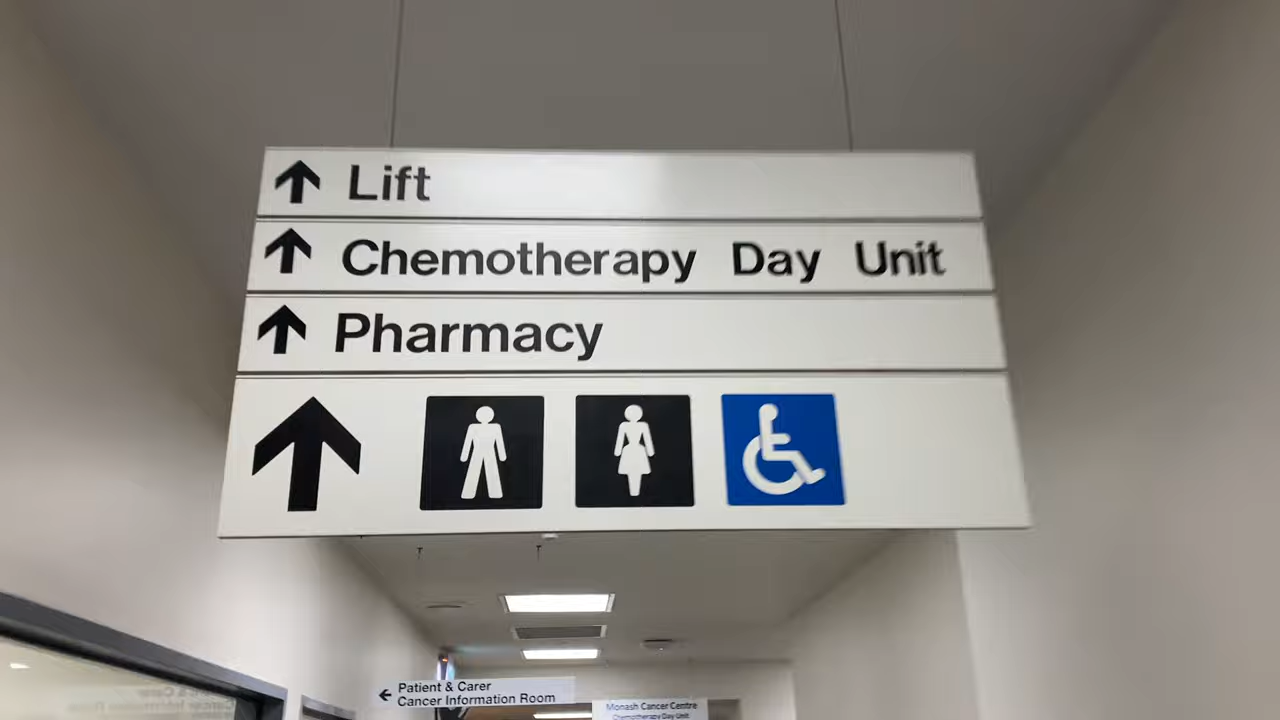 Lift
Chemotherapy Day Unit
Pharmacy
Patient & Carer
Cancer Information Room
Monash Cancer Centre
Chemotherapy Day Unit